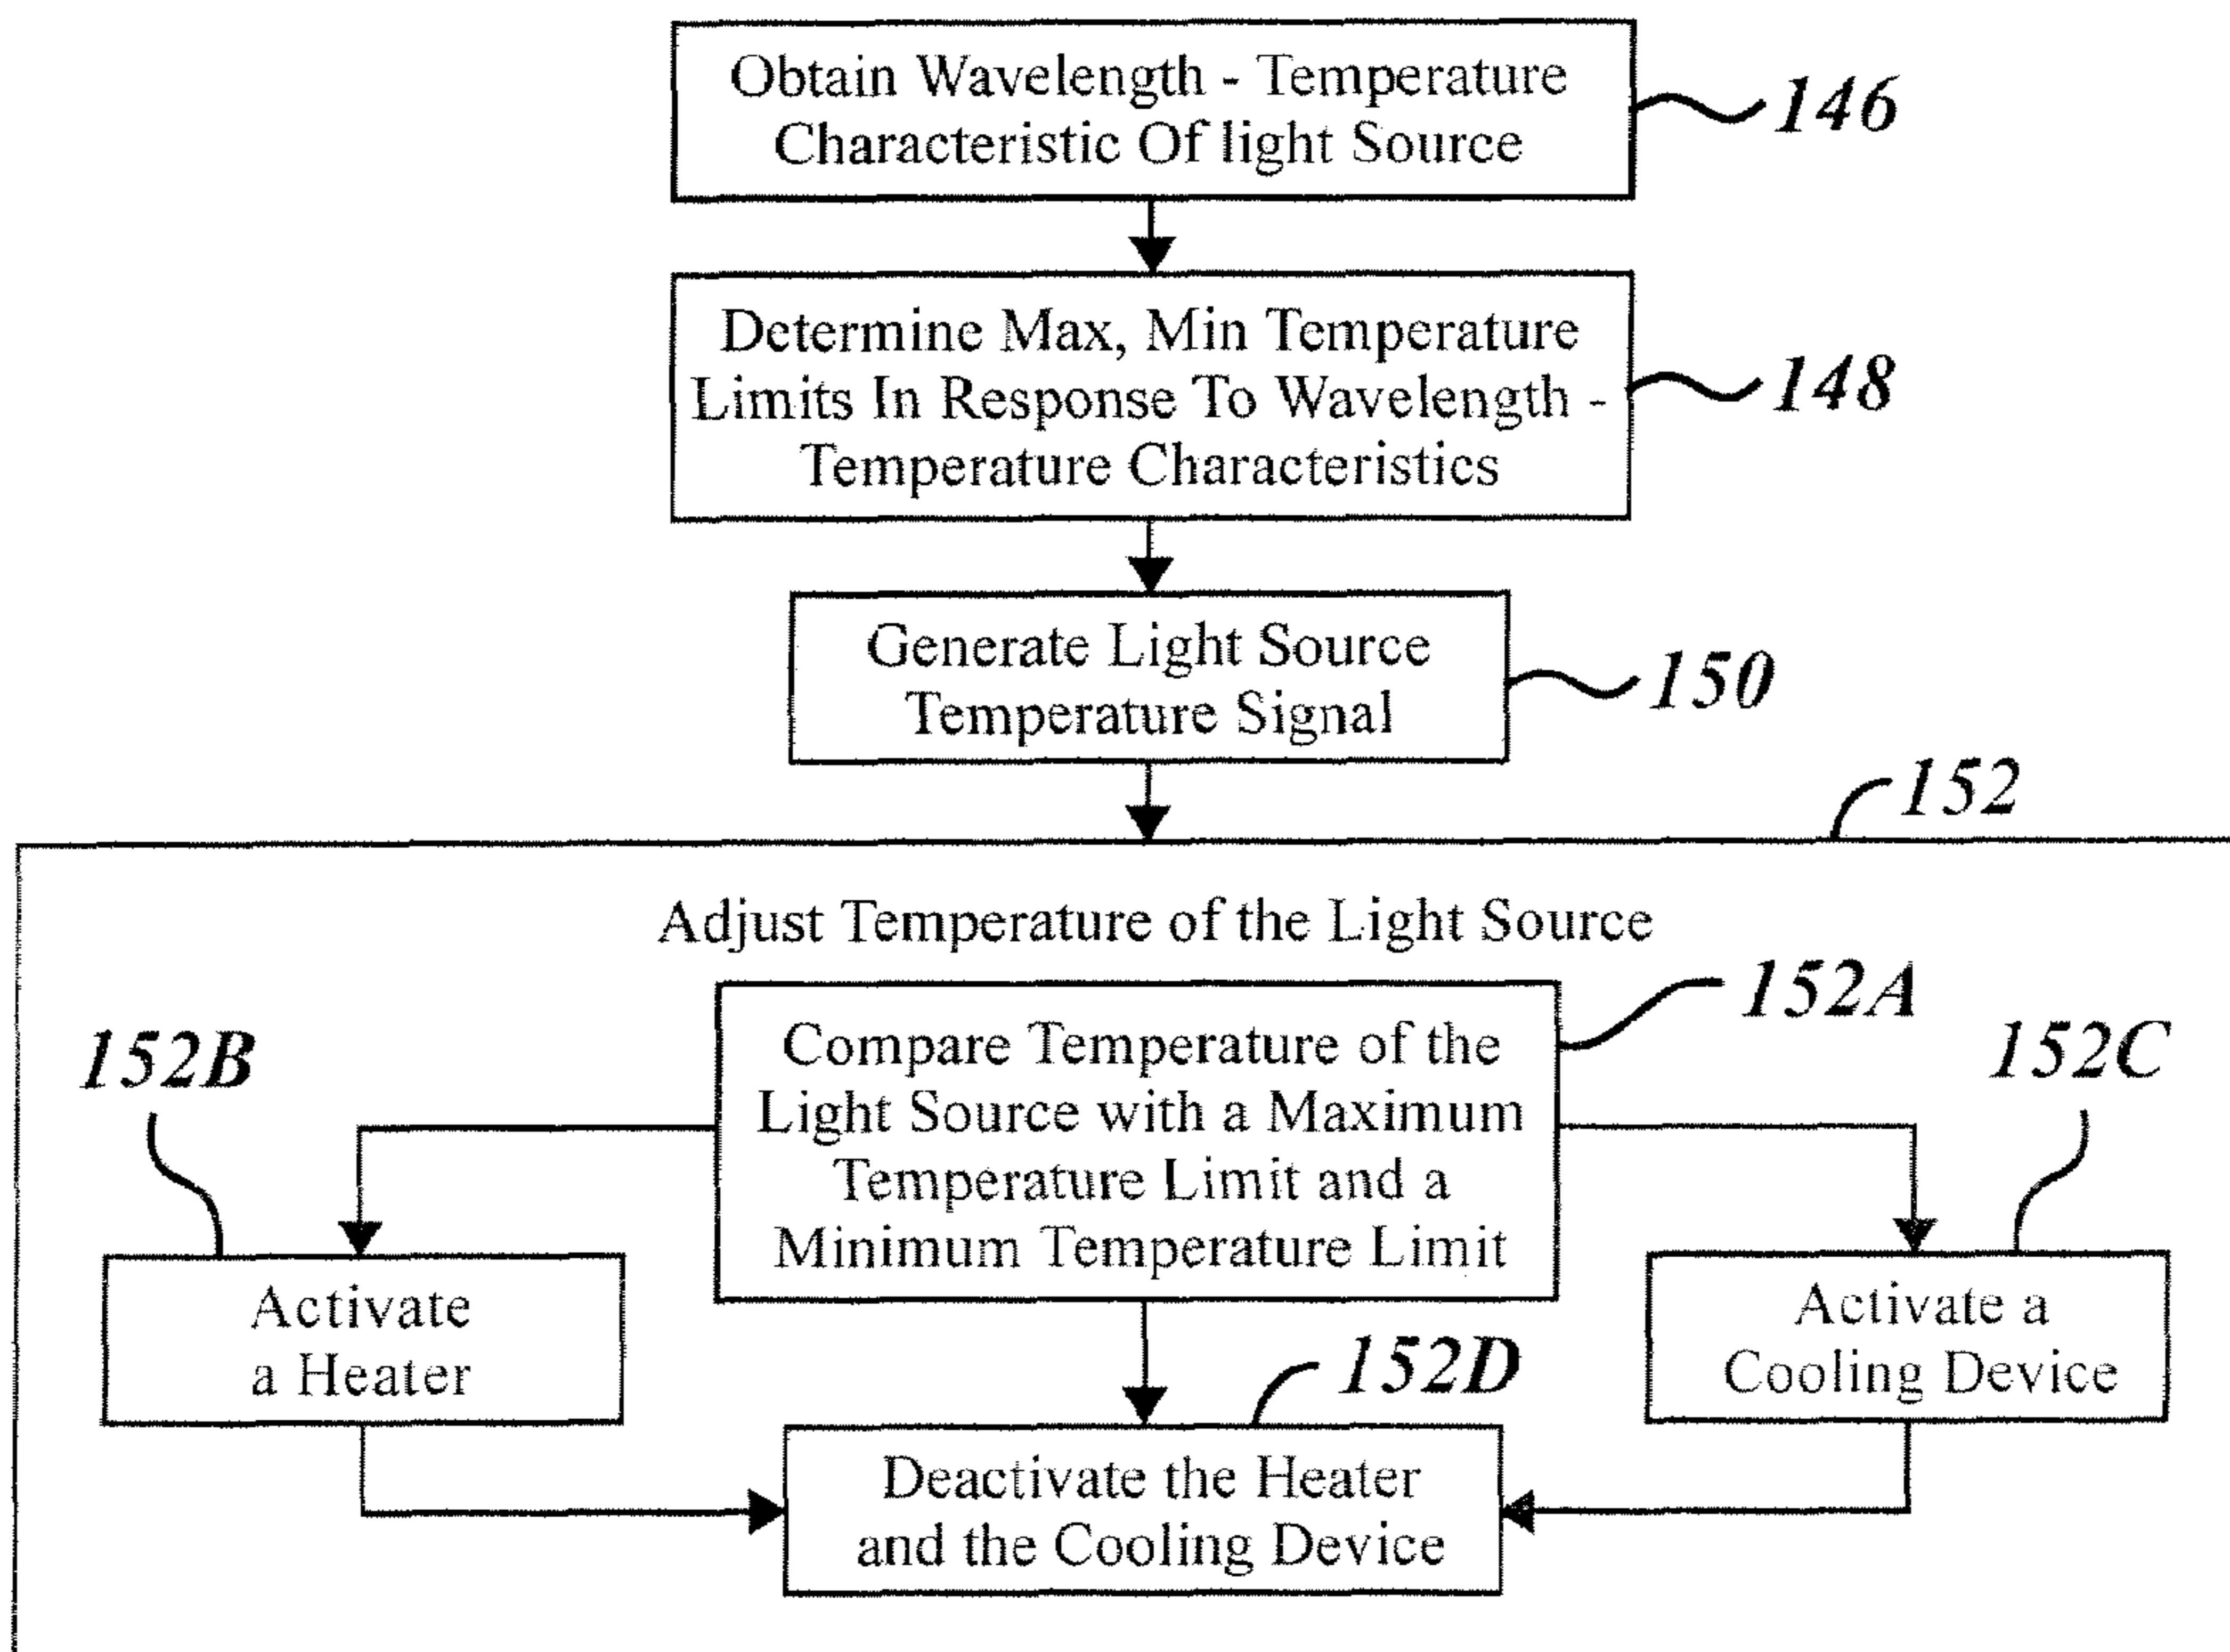 Obtain Wavelength - Temperature
Characteristic Of light Source
146
Determine Max, Min Temperature
Limits In Response To Wavelength -
Temperature Characteristics
148
Generate Light Source
Temperature Signal
150
152
Adjust Temperature of the Light Source
152A
Compare Temperature of the
Light Source with a Maximum
Temperature Limit and a
Minimum Temperature Limit
152B
152C
Activate
a Heater
Activate a
Cooling Device
152D
Deactivate the Heater
and the Cooling Device